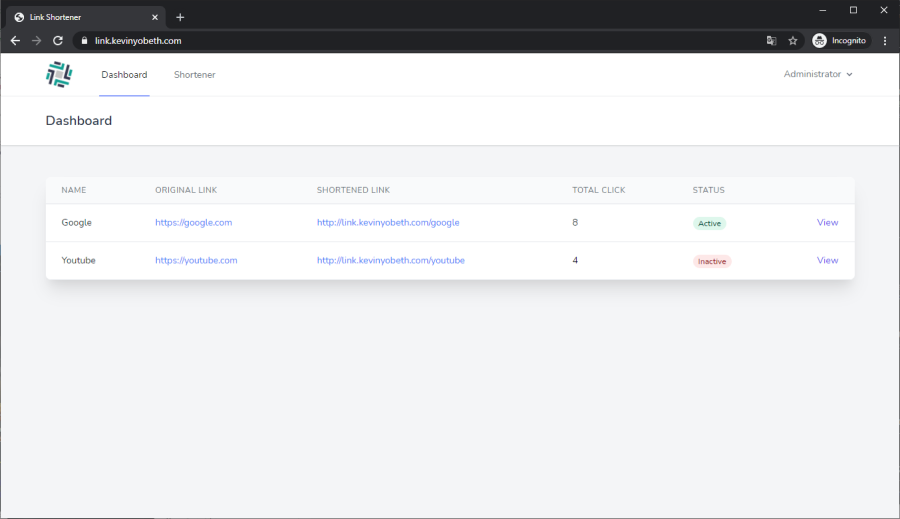 Link Shortener
link.kevinyobeth.com Incognito
Dashboard Shortener Administrator
Dashboard
NAME ORIGINAL LINK SHORTENED LINK TOTAL CLICK STATUS
Google https://google.com http://link.kevinyobeth.com/google 8 Active View
Youtube https://youtube.com http://link.kevinyobeth.com/youtube 4 Inactive View